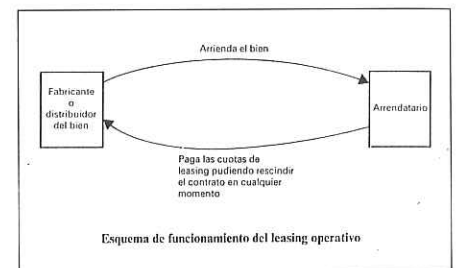 Arrienda el bien
Fabricante
o
distribuidor
del bien
Arrendatario
Paga las cuotas de
leasing pudiendo rescindir
el contrato en cualquier
momento
Esquema de funcionamiento del leasing operativo